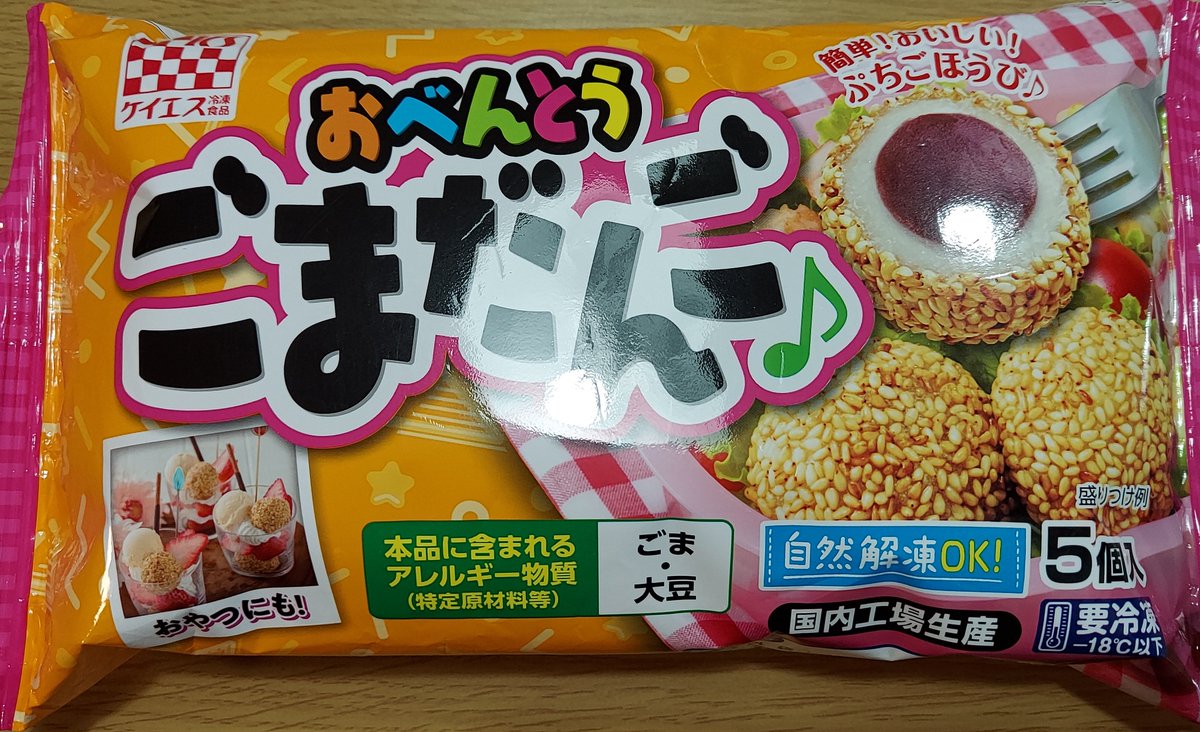 ケイエス冷凍食品
簡単!おいしい!
ぷちごほうび♪
おべんとう
ごまだんご♪
盛りつけ例
おやつにも!
本品に含まれる
アレルギー物質
(特定原材料等)
ごま・大豆
自然解凍OK!
5個入
国内工場生産
要冷凍
-18℃以下